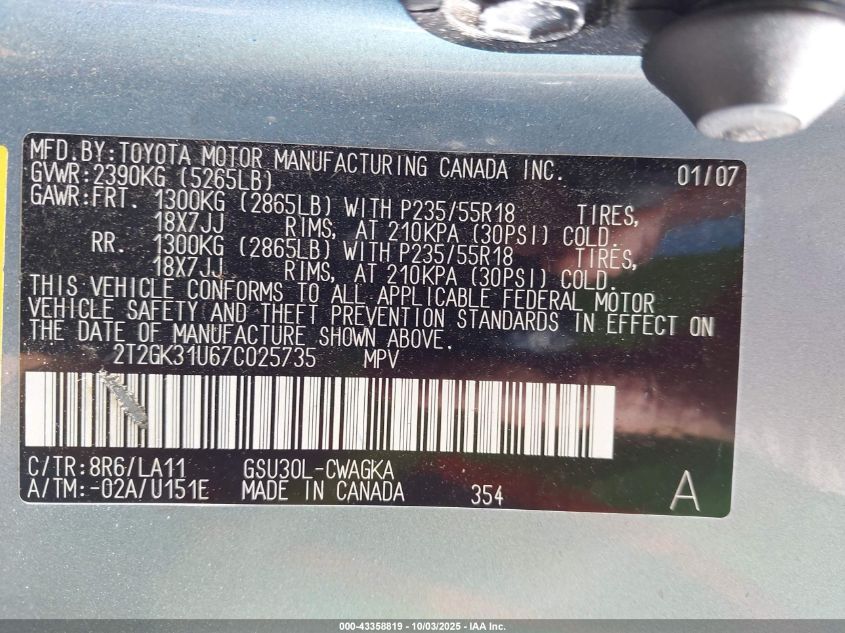 MFD.BY:TOYOTA MOTOR MANUFACTURING CANADA INC. 01/07
GVWR:2390KG (5265LB)
GAWR:FRT. 1300KG (2865LB) WITH P235/55R18 TIRES,
18X7JJ RIMS, AT 210KPA (30PSI) COLD.
RR. 1300KG (2865LB) WITH P235/55R18 TIRES,
18X7JJ RIMS, AT 210KPA (30PSI) COLD.
THIS VEHICLE CONFORMS TO ALL APPLICABLE FEDERAL MOTOR
VEHICLE SAFETY AND THEFT PREVENTION STANDARDS IN EFFECT ON
THE DATE OF MANUFACTURE SHOWN ABOVE.
2T2GK31U67C025735 MPV
C/TR:8R6/LA11 GSU30L-CWAGKA
A/TM:-02A/U151E MADE IN CANADA 354 A
000-43358819 - 10/03/2025 - IAA Inc.